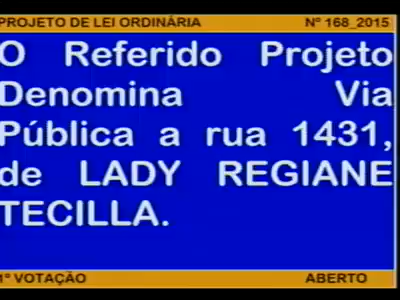 PROJETO DE LEI ORDINÁRIA Nº 168_2015
O Referido Projeto
Denomina Via
Pública a rua 1431,
de LADY REGIANE
TECILLA.
1º VOTAÇÃO ABERTO